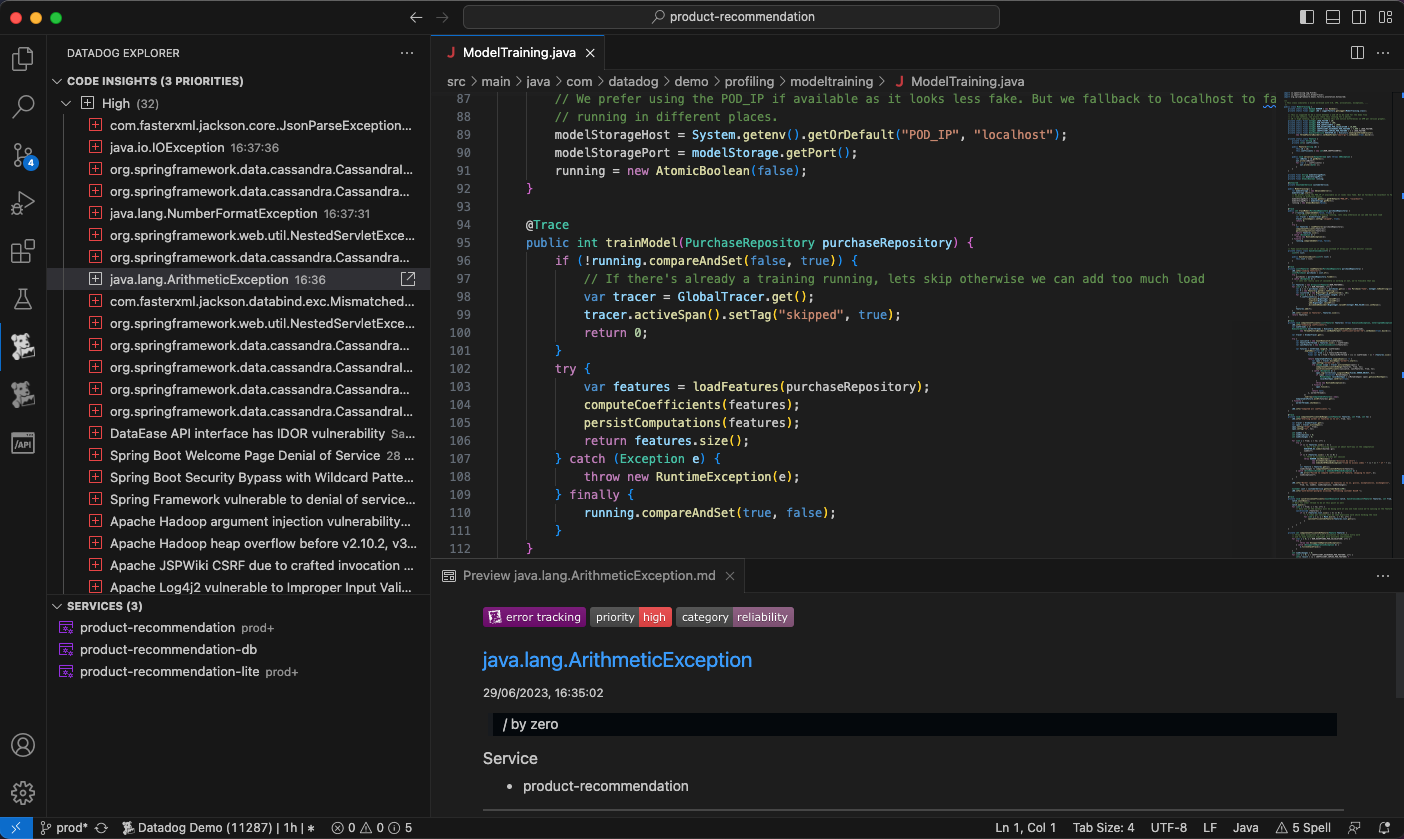 product-recommendation
DATADOG EXPLORER
CODE INSIGHTS (3 PRIORITIES)
High (32)
com.fasterxml.jackson.core.JsonParseException...
java.io.IOException 16:37:36
org.springframework.data.cassandra.Cassandral...
org.springframework.data.cassandra.Cassandra...
java.lang.NumberFormatException 16:37:31
org.springframework.web.util.NestedServletExce...
org.springframework.data.cassandra.Cassandra...
java.lang.ArithmeticException 16:36
com.fasterxml.jackson.databind.exc.Mismatched...
org.springframework.web.util.NestedServletExce...
org.springframework.data.cassandra.Cassandra...
org.springframework.data.cassandra.Cassandra...
org.springframework.data.cassandra.Cassandra...
org.springframework.data.cassandra.Cassandral...
DataEase API interface has IDOR vulnerability Sa...
Spring Boot Welcome Page Denial of Service 28 ...
Spring Boot Security Bypass with Wildcard Patte...
Spring Framework vulnerable to denial of service...
Apache Hadoop argument injection vulnerability...
Apache Hadoop heap overflow before v2.10.2, v3...
Apache JSPWiki CSRF due to crafted invocation ...
Apache Log4j2 vulnerable to Improper Input Vali...
SERVICES (3)
product-recommendation prod+
product-recommendation-db
product-recommendation-lite prod+
4
/API
J ModelTraining.java
src > main > java > com > datadog > demo > profiling > modeltraining > J ModelTraining.java
87 // We prefer using the POD_IP if available as it looks less fake. But we fallback to localhost to fa
88 // running in different places.
89 modelStorageHost = System.getenv().getOrDefault("POD_IP", "localhost");
90 modelStoragePort = modelStorage.getPort();
91 running = new AtomicBoolean(false);
92 }
93
94 @Trace
95 public int trainModel(PurchaseRepository purchaseRepository) {
96 if (!running.compareAndSet(false, true)) {
97 // If there's already a training running, lets skip otherwise we can add too much load
98 var tracer = GlobalTracer.get();
99 tracer.activeSpan().setTag("skipped", true);
100 return 0;
101 }
102 try {
103 var features = loadFeatures(purchaseRepository);
104 computeCoefficients(features);
105 persistComputations(features);
106 return features.size();
107 } catch (Exception e) {
108 throw new RuntimeException(e);
109 } finally {
110 running.compareAndSet(true, false);
111 }
112 }
Preview java.lang.ArithmeticException.md
error tracking priority high category reliability
java.lang.ArithmeticException
29/06/2023, 16:35:02
/ by zero
Service
• product-recommendation
prod* Datadog Demo (11287) | 1h | * 0 0 5 Ln 1, Col 1 Tab Size: 4 UTF-8 LF Java 5 Spell